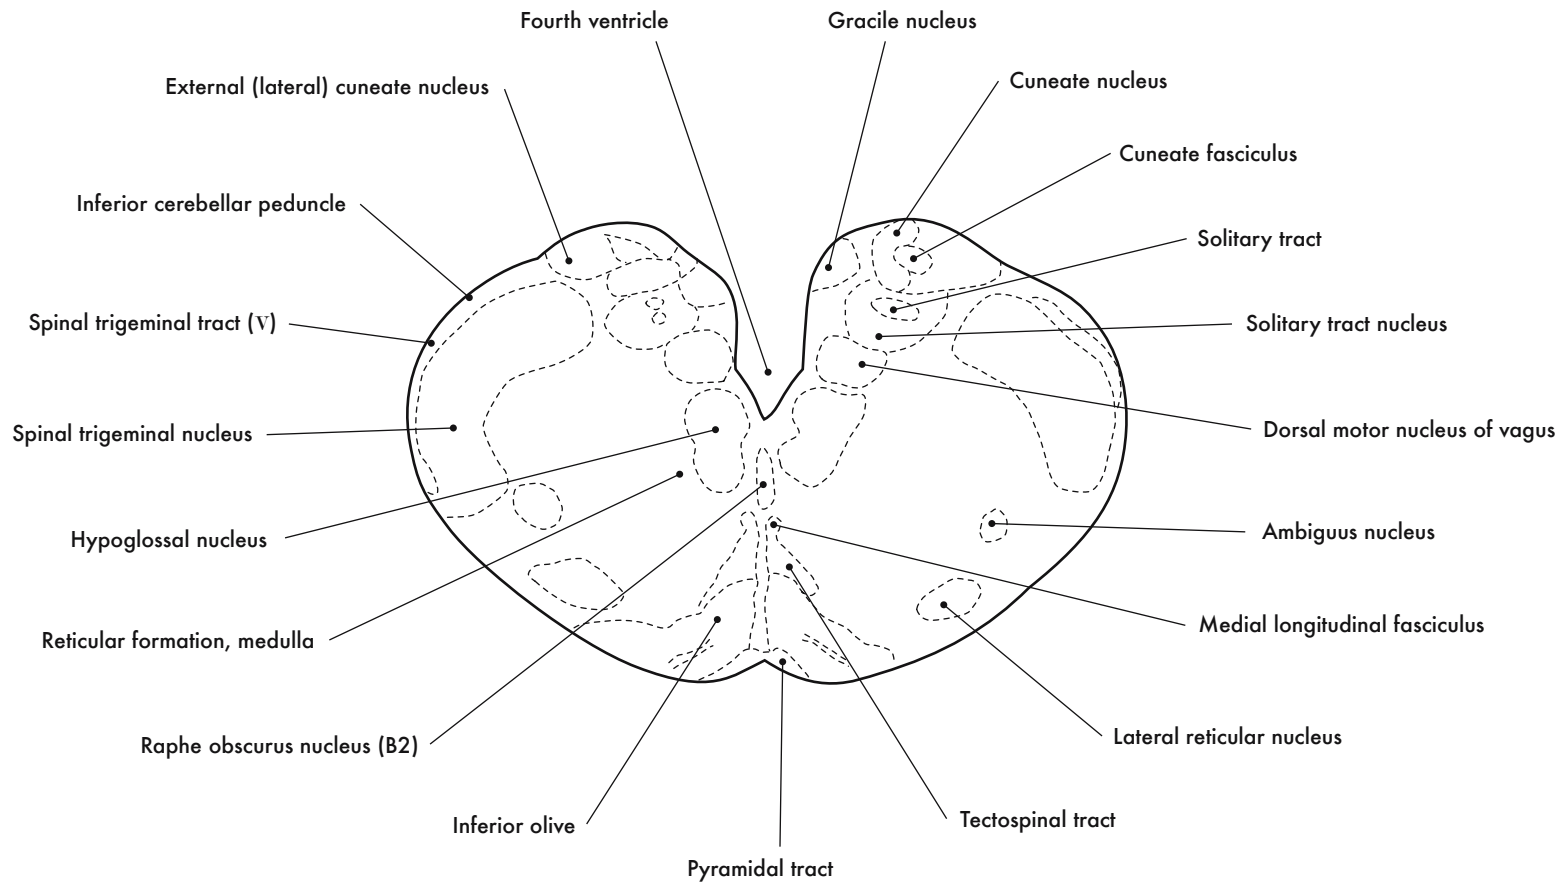 Fourth ventricle
Gracile nucleus
External (lateral) cuneate nucleus
Cuneate nucleus
Cuneate fasciculus
Inferior cerebellar peduncle
Solitary tract
Spinal trigeminal tract (V)
Solitary tract nucleus
Spinal trigeminal nucleus
Dorsal motor nucleus of vagus
Hypoglossal nucleus
Ambiguus nucleus
Reticular formation, medulla
Medial longitudinal fasciculus
Raphe obscurus nucleus (B2)
Lateral reticular nucleus
Inferior olive
Tectospinal tract
Pyramidal tract